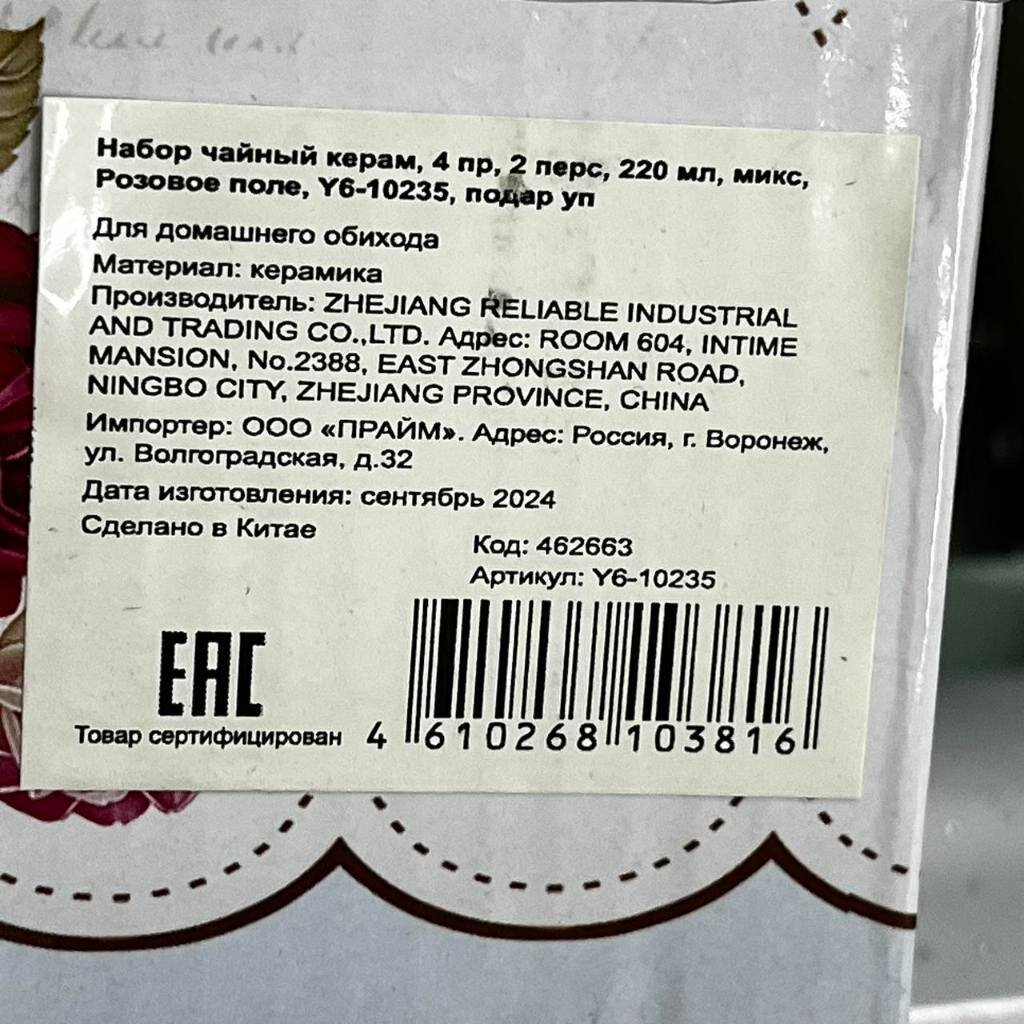 Набор чайный керам, 4 пр, 2 перс, 220 мл, микс,
Розовое поле, Y6-10235, подар уп
Для домашнего обихода
Материал: керамика
Производитель: ZHEJIANG RELIABLE INDUSTRIAL
AND TRADING CO.,LTD. Адрес: ROOM 604, INTIME
MANSION, No.2388, EAST ZHONGSHAN ROAD,
NINGBO CITY, ZHEJIANG PROVINCE, CHINA
Импортер: ООО «ПРАЙМ». Адрес: Россия, г. Воронеж,
ул. Волгоградская, д.32
Дата изготовления: сентябрь 2024
Сделано в Китае
Код: 462663
Артикул: Y6-10235
EAC
Товар сертифицирован
4 610268 103816